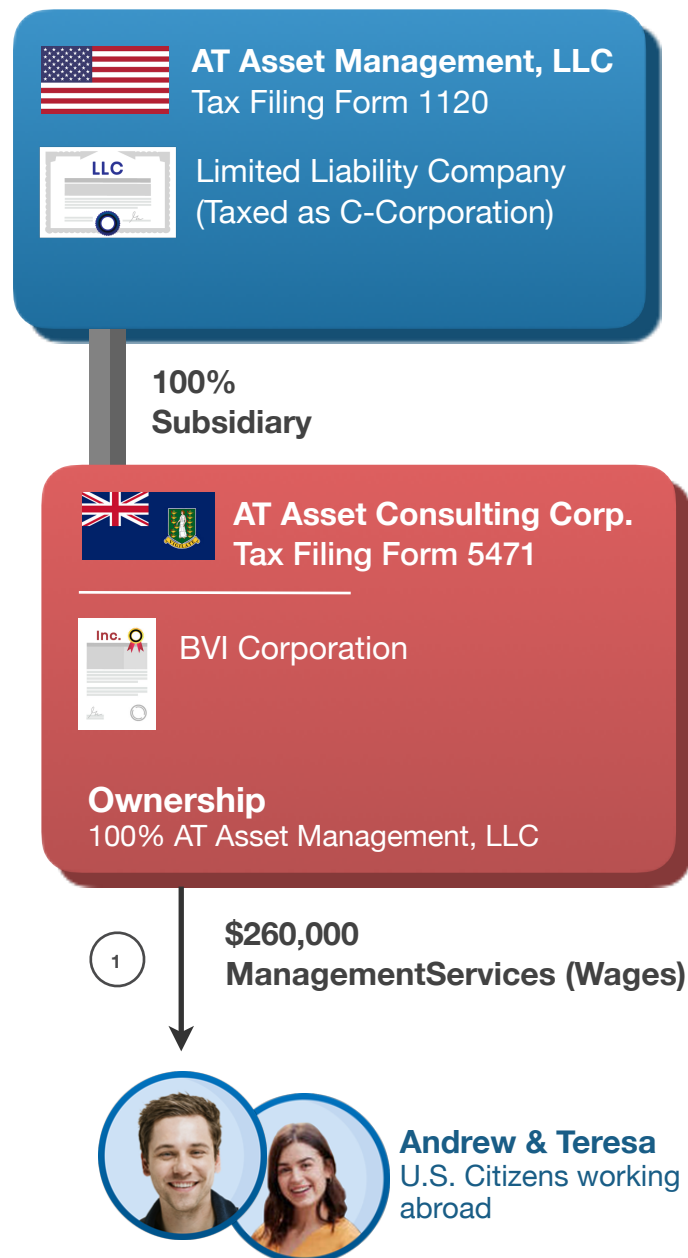 AT Asset Management, LLC
Tax Filing Form 1120
LLC
Limited Liability Company
(Taxed as C-Corporation)
100%
Subsidiary
AT Asset Consulting Corp.
Tax Filing Form 5471
Inc.
BVI Corporation
Ownership
100% AT Asset Management, LLC
1
$260,000
ManagementServices (Wages)
Andrew & Teresa
U.S. Citizens working
abroad